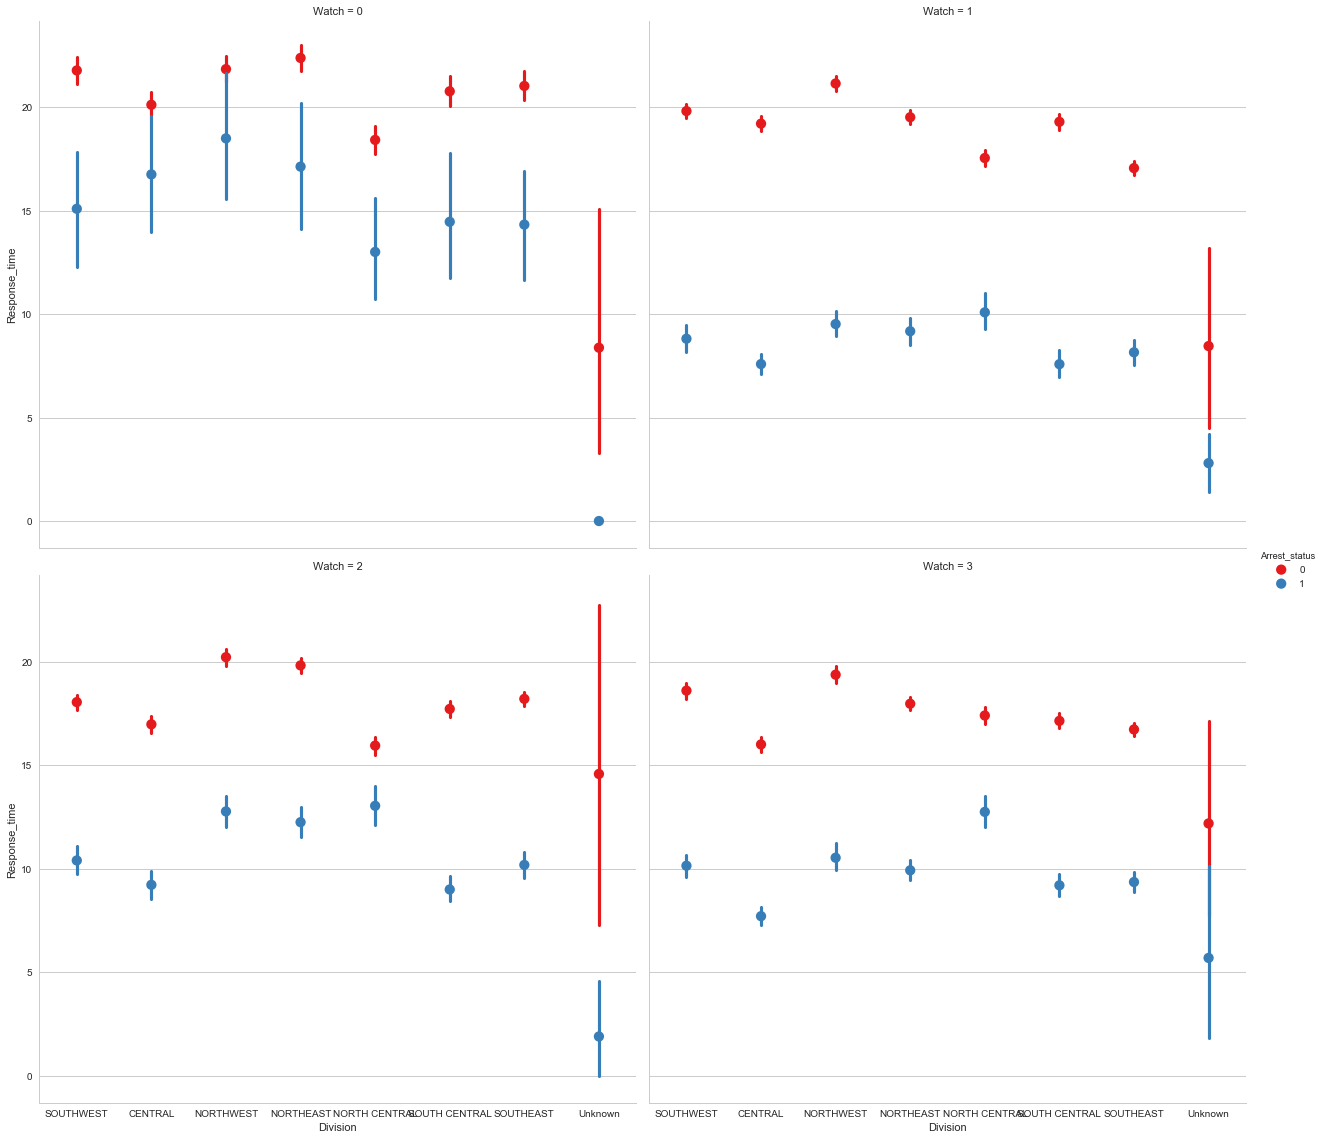 Watch = 0
Watch = 1
20
15
10
5
0
Response_time
Arrest_status
0
1
Watch = 2
Watch = 3
20
15
10
5
0
Response_time
SOUTHWEST CENTRAL NORTHWEST NORTHEAST NORTH CENTRAL SOUTH CENTRAL SOUTHEAST Unknown
Division
SOUTHWEST CENTRAL NORTHWEST NORTHEAST NORTH CENTRAL SOUTH CENTRAL SOUTHEAST Unknown
Division